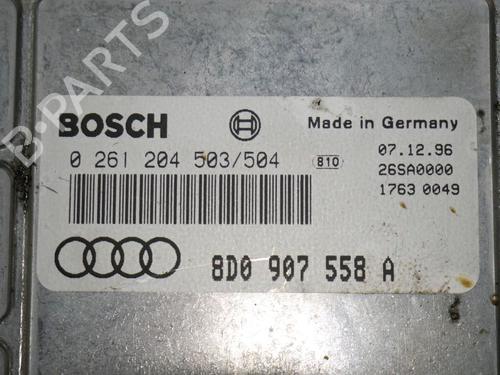 B-PARTS
BOSCH
Made in Germany
0 261 204 503/504
810
07.12.96
26SA0000
1763 0049
8D0 907 558 A